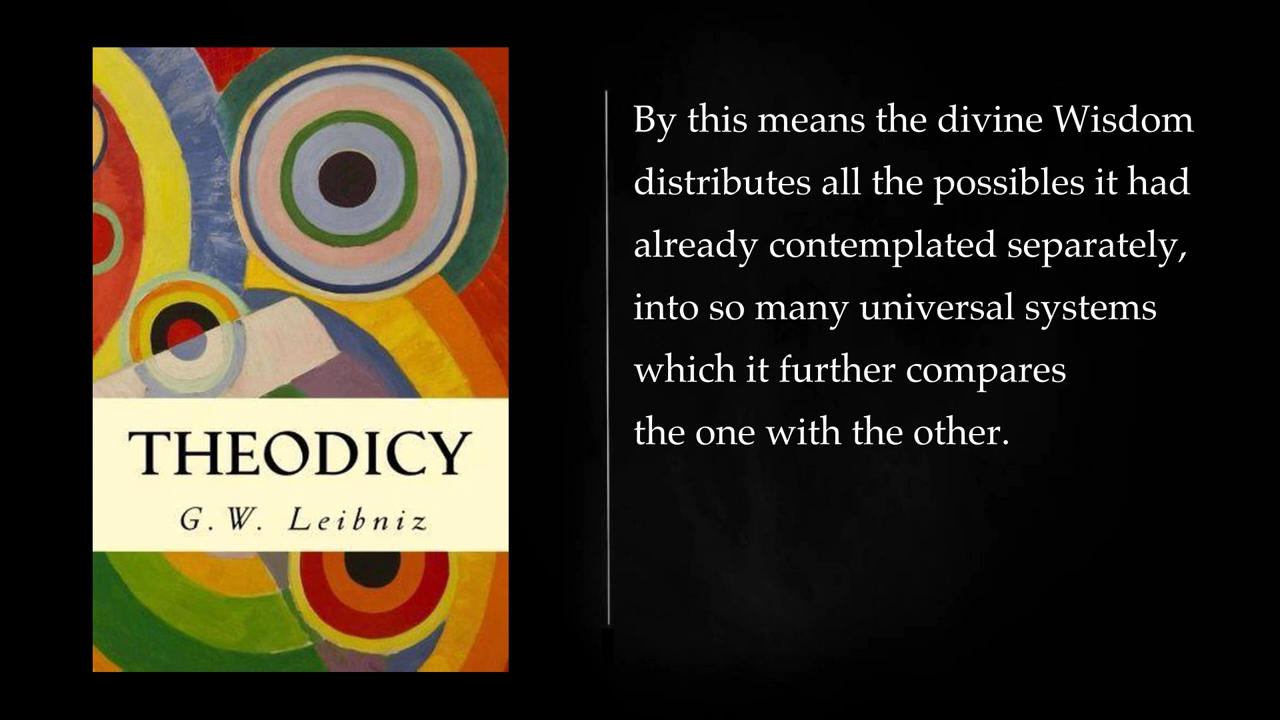 THEODICY
G. W. Leibniz
By this means the divine Wisdom
distributes all the possibles it had
already contemplated separately,
into so many universal systems
which it further compares
the one with the other.